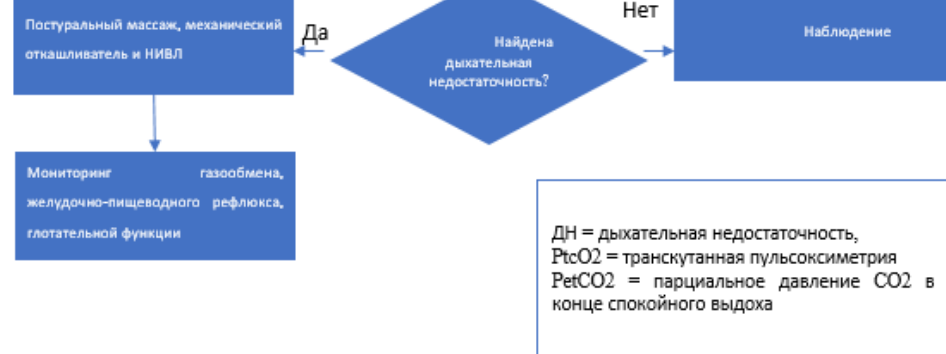 Постуральный массаж, механический
откашливатель и НИВЛ
Да
Найдена
дыхательная
недостаточность?
Нет
Наблюдение
Мониторинг газообмена,
желудочно-пищеводного рефлюкса,
глотательной функции
ДН = дыхательная недостаточность,
PtcO2 = транскутанная пульсоксиметрия
PetCO2 = парциальное давление СО2 в
конце спокойного выдоха